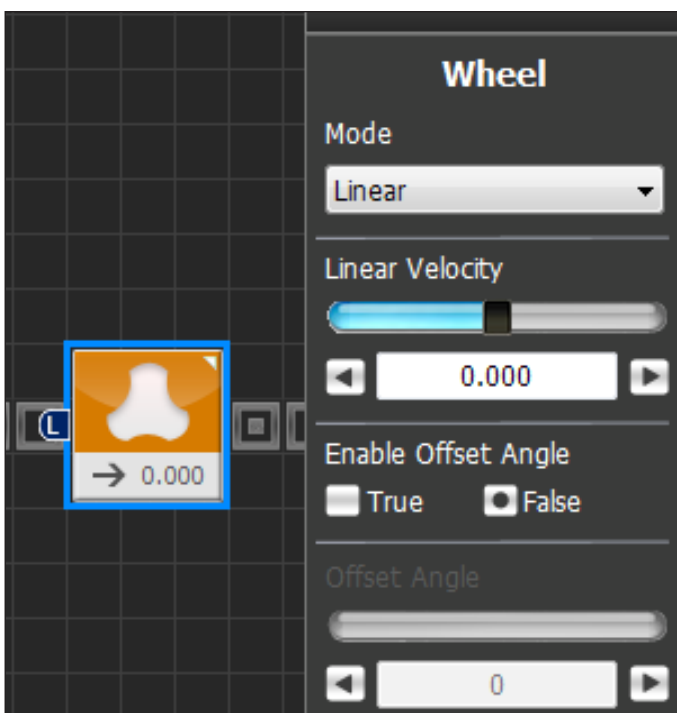 Wheel
Mode
Linear
Linear Velocity
0.000
L
→ 0.000
Enable Offset Angle
True False
Offset Angle
0